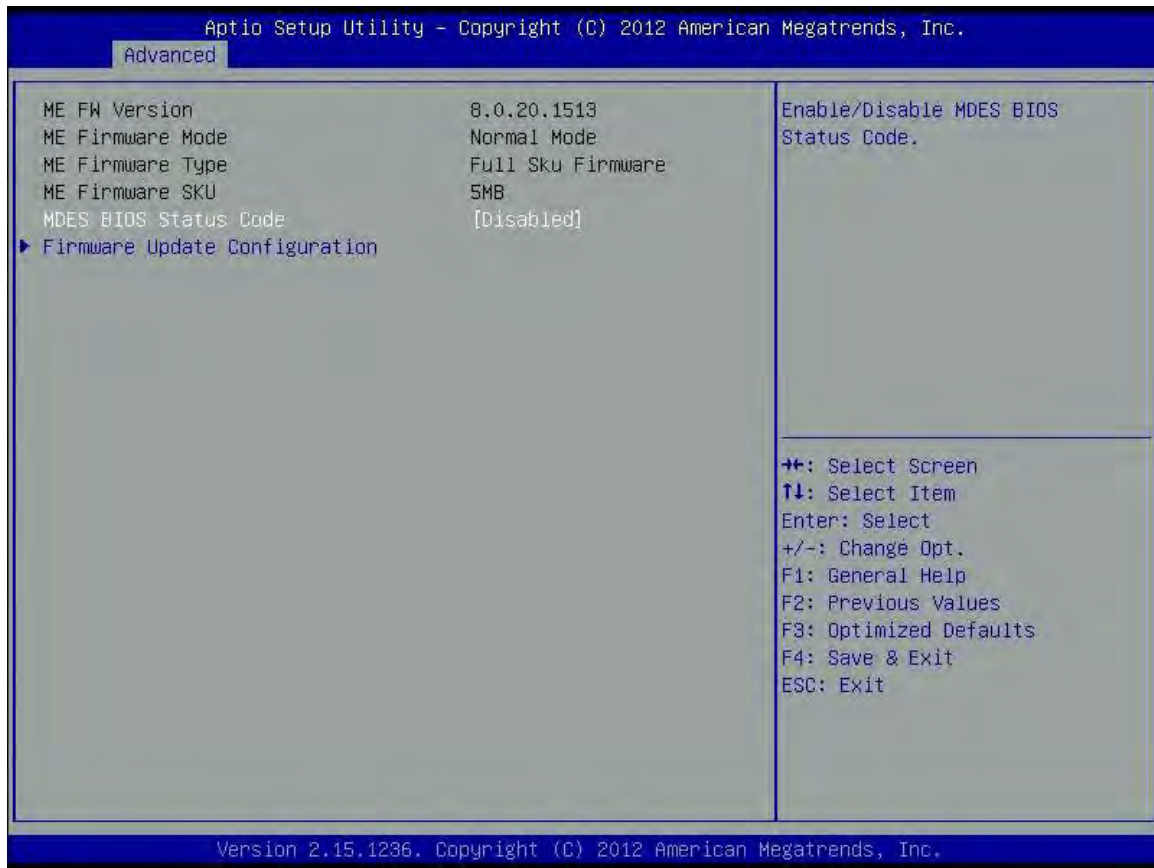 Aptio Setup Utility – Copyright (C) 2012 American Megatrends, Inc.
Advanced
ME FW Version 8.0.20.1513
ME Firmware Mode Normal Mode
ME Firmware Type Full Sku Firmware
ME Firmware SKU 5MB
MDES BIOS Status Code [Disabled]
Firmware Update Configuration
Enable/Disable MDES BIOS
Status Code.
→←: Select Screen
↑↓: Select Item
Enter: Select
+/-: Change Opt.
F1: General Help
F2: Previous Values
F3: Optimized Defaults
F4: Save & Exit
ESC: Exit
Version 2.15.1236. Copyright (C) 2012 American Megatrends, Inc.